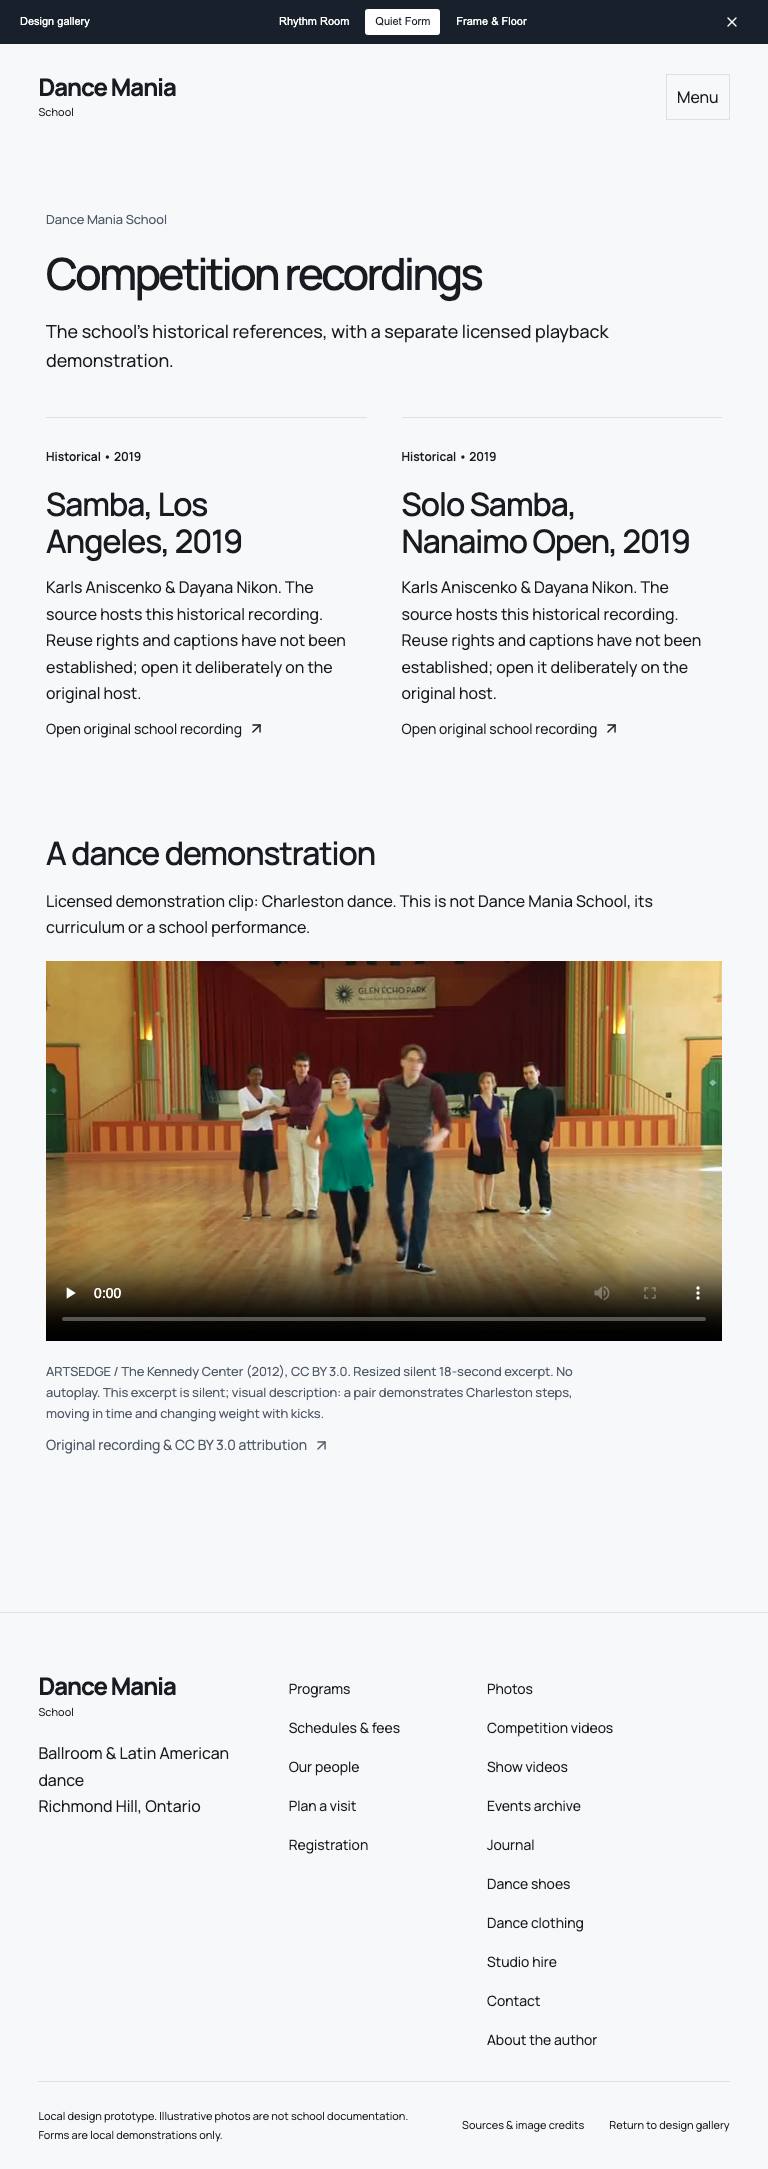 Design gallery
Rhythm Room
Quiet Form
Frame & Floor
Dance Mania
School
Menu
Dance Mania School
Competition recordings
The school's historical references, with a separate licensed playback
demonstration.
Historical • 2019
Samba, Los
Angeles, 2019
Karls Aniscenko & Dayana Nikon. The
source hosts this historical recording.
Reuse rights and captions have not been
established; open it deliberately on the
original host.
Open original school recording
Historical • 2019
Solo Samba,
Nanaimo Open, 2019
Karls Aniscenko & Dayana Nikon. The
source hosts this historical recording.
Reuse rights and captions have not been
established; open it deliberately on the
original host.
Open original school recording
A dance demonstration
Licensed demonstration clip: Charleston dance. This is not Dance Mania School, its
curriculum or a school performance.
GLEN ECHO PARK
0:00
ARTSEDGE / The Kennedy Center (2012), CC BY 3.0. Resized silent 18-second excerpt. No
autoplay. This excerpt is silent; visual description: a pair demonstrates Charleston steps,
moving in time and changing weight with kicks.
Original recording & CC BY 3.0 attribution
Dance Mania
School
Ballroom & Latin American
dance
Richmond Hill, Ontario
Programs
Schedules & fees
Our people
Plan a visit
Registration
Photos
Competition videos
Show videos
Events archive
Journal
Dance shoes
Dance clothing
Studio hire
Contact
About the author
Local design prototype. Illustrative photos are not school documentation.
Forms are local demonstrations only.
Sources & image credits
Return to design gallery